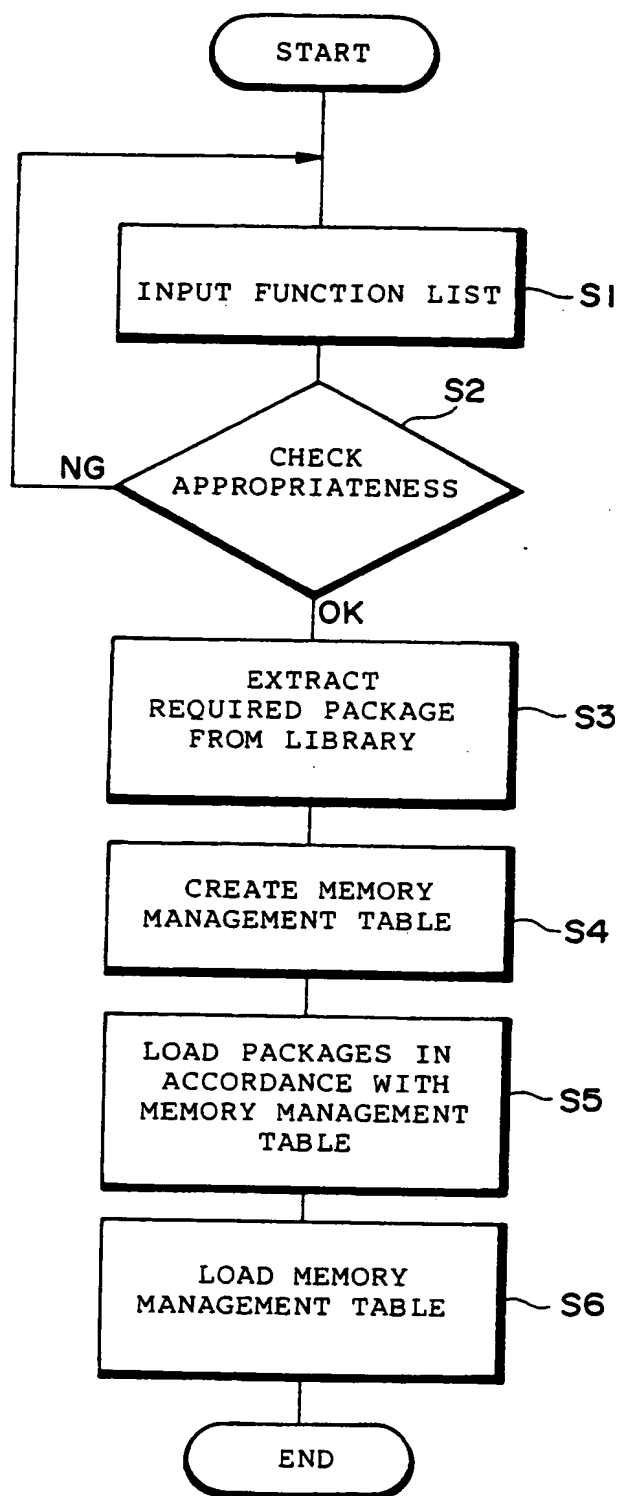 START
INPUT FUNCTION LIST
S1
S2
CHECK
APPROPRIATENESS
NG
OK
EXTRACT
REQUIRED PACKAGE
FROM LIBRARY
S3
CREATE MEMORY
MANAGEMENT TABLE
S4
LOAD PACKAGES IN
ACCORDANCE WITH
MEMORY MANAGEMENT
TABLE
S5
LOAD MEMORY
MANAGEMENT TABLE
S6
END